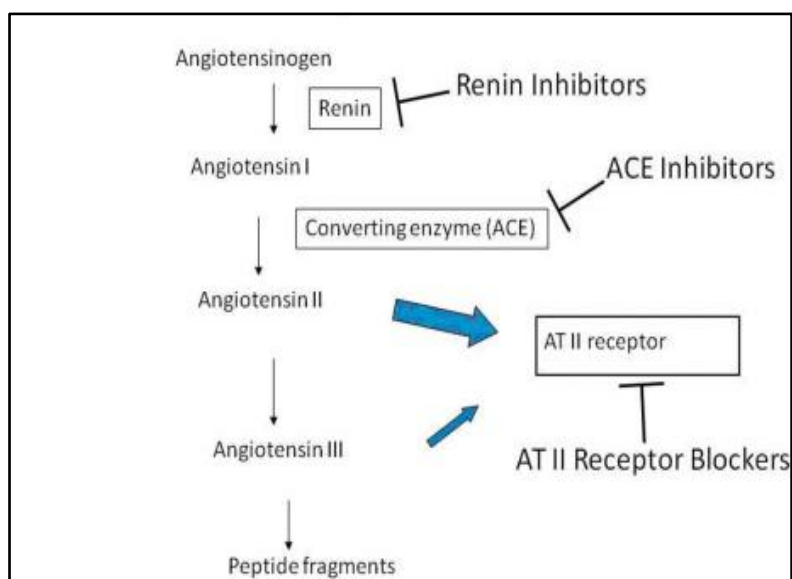 Angiotensinogen
Renin Inhibitors
Renin
Angiotensin I
ACE Inhibitors
Converting enzyme (ACE)
Angiotensin II
AT II receptor
Angiotensin III
AT II Receptor Blockers
Peptide fragments